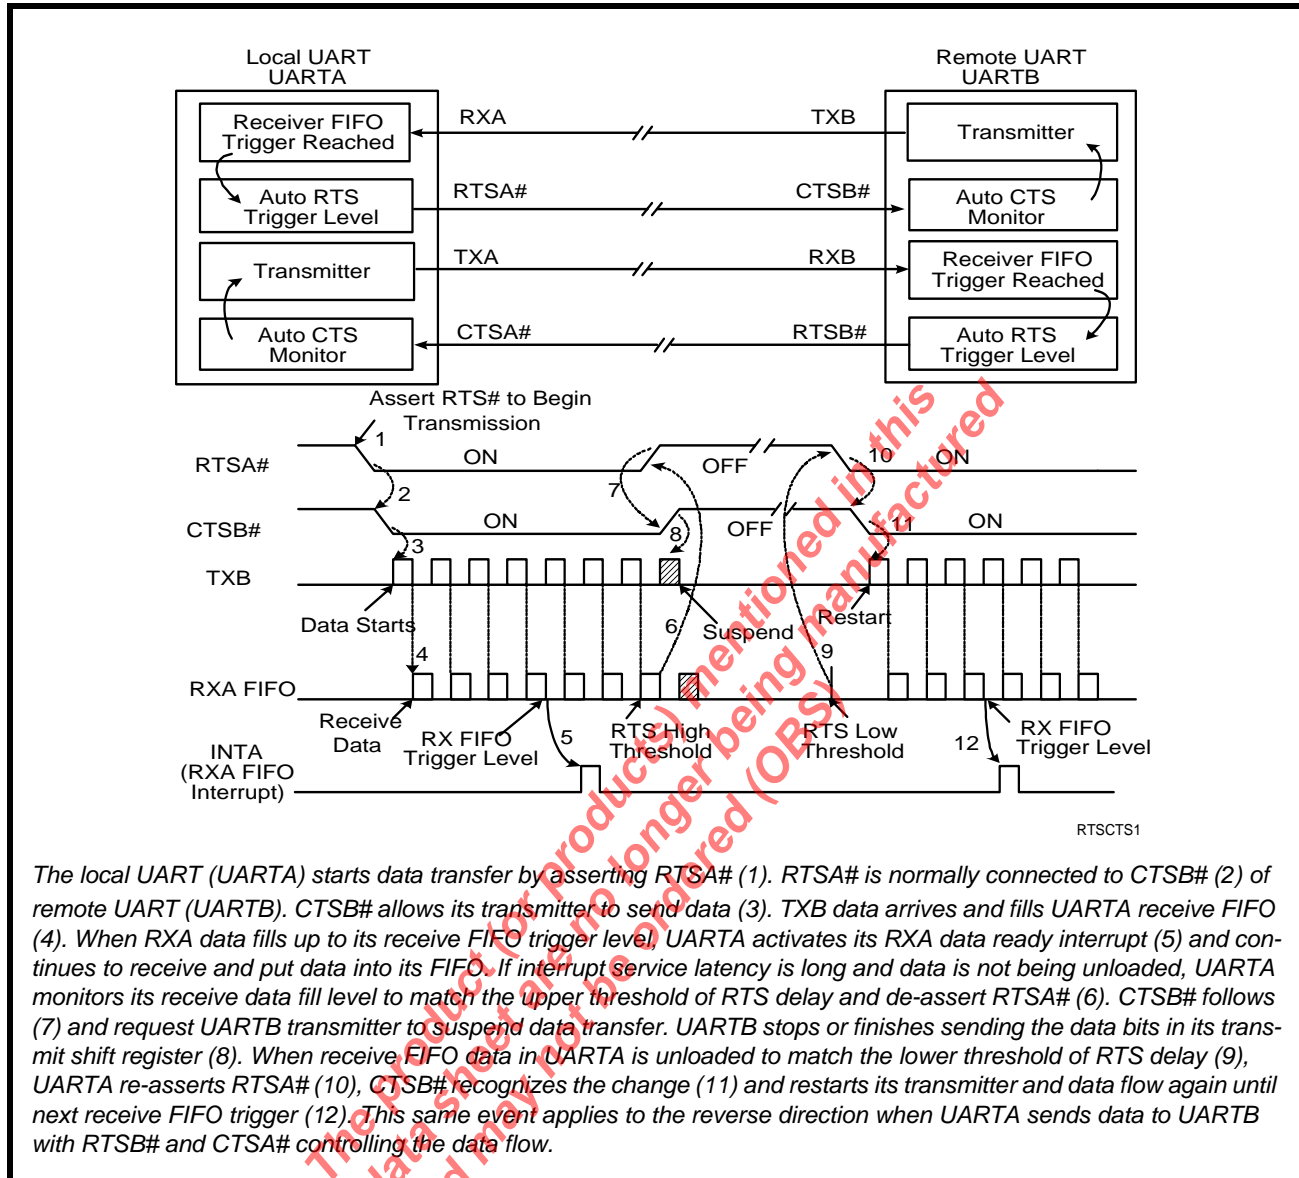 Local UART
UARTA
Remote UART
UARTB
Receiver FIFO
Trigger Reached
RXA
TXB
Transmitter
Auto RTS
Trigger Level
RTSA#
CTSB#
Auto CTS
Monitor
Transmitter
TXA
RXB
Receiver FIFO
Trigger Reached
Auto CTS
Monitor
CTSA#
RTSB#
Auto RTS
Trigger Level
Assert RTS# to Begin
Transmission
1
RTSA#
ON
OFF
10
ON
2
7
CTSB#
ON
OFF
11
ON
3
8
TXB
Data Starts
6
Suspend
Restart
4
9
RXA FIFO
Receive
Data
RX FIFO
Trigger Level
5
RTS High
Threshold
RTS Low
Threshold
12
RX FIFO
Trigger Level
INTA
(RXA FIFO
Interrupt)
RTSCTS1
The local UART (UARTA) starts data transfer by asserting RTSA# (1). RTSA# is normally connected to CTSB# (2) of
remote UART (UARTB). CTSB# allows its transmitter to send data (3). TXB data arrives and fills UARTA receive FIFO
(4). When RXA data fills up to its receive FIFO trigger level, UARTA activates its RXA data ready interrupt (5) and con-
tinues to receive and put data into its FIFO. If interrupt service latency is long and data is not being unloaded, UARTA
monitors its receive data fill level to match the upper threshold of RTS delay and de-assert RTSA# (6). CTSB# follows
(7) and request UARTB transmitter to suspend data transfer. UARTB stops or finishes sending the data bits in its trans-
mit shift register (8). When receive FIFO data in UARTA is unloaded to match the lower threshold of RTS delay (9),
UARTA re-asserts RTSA# (10), CTSB# recognizes the change (11) and restarts its transmitter and data flow again until
next receive FIFO trigger (12). This same event applies to the reverse direction when UARTA sends data to UARTB
with RTSB# and CTSA# controlling the data flow.
The product (or products) mentioned in this
data sheet are no longer being manufactured
d may not be ordered (OBS)